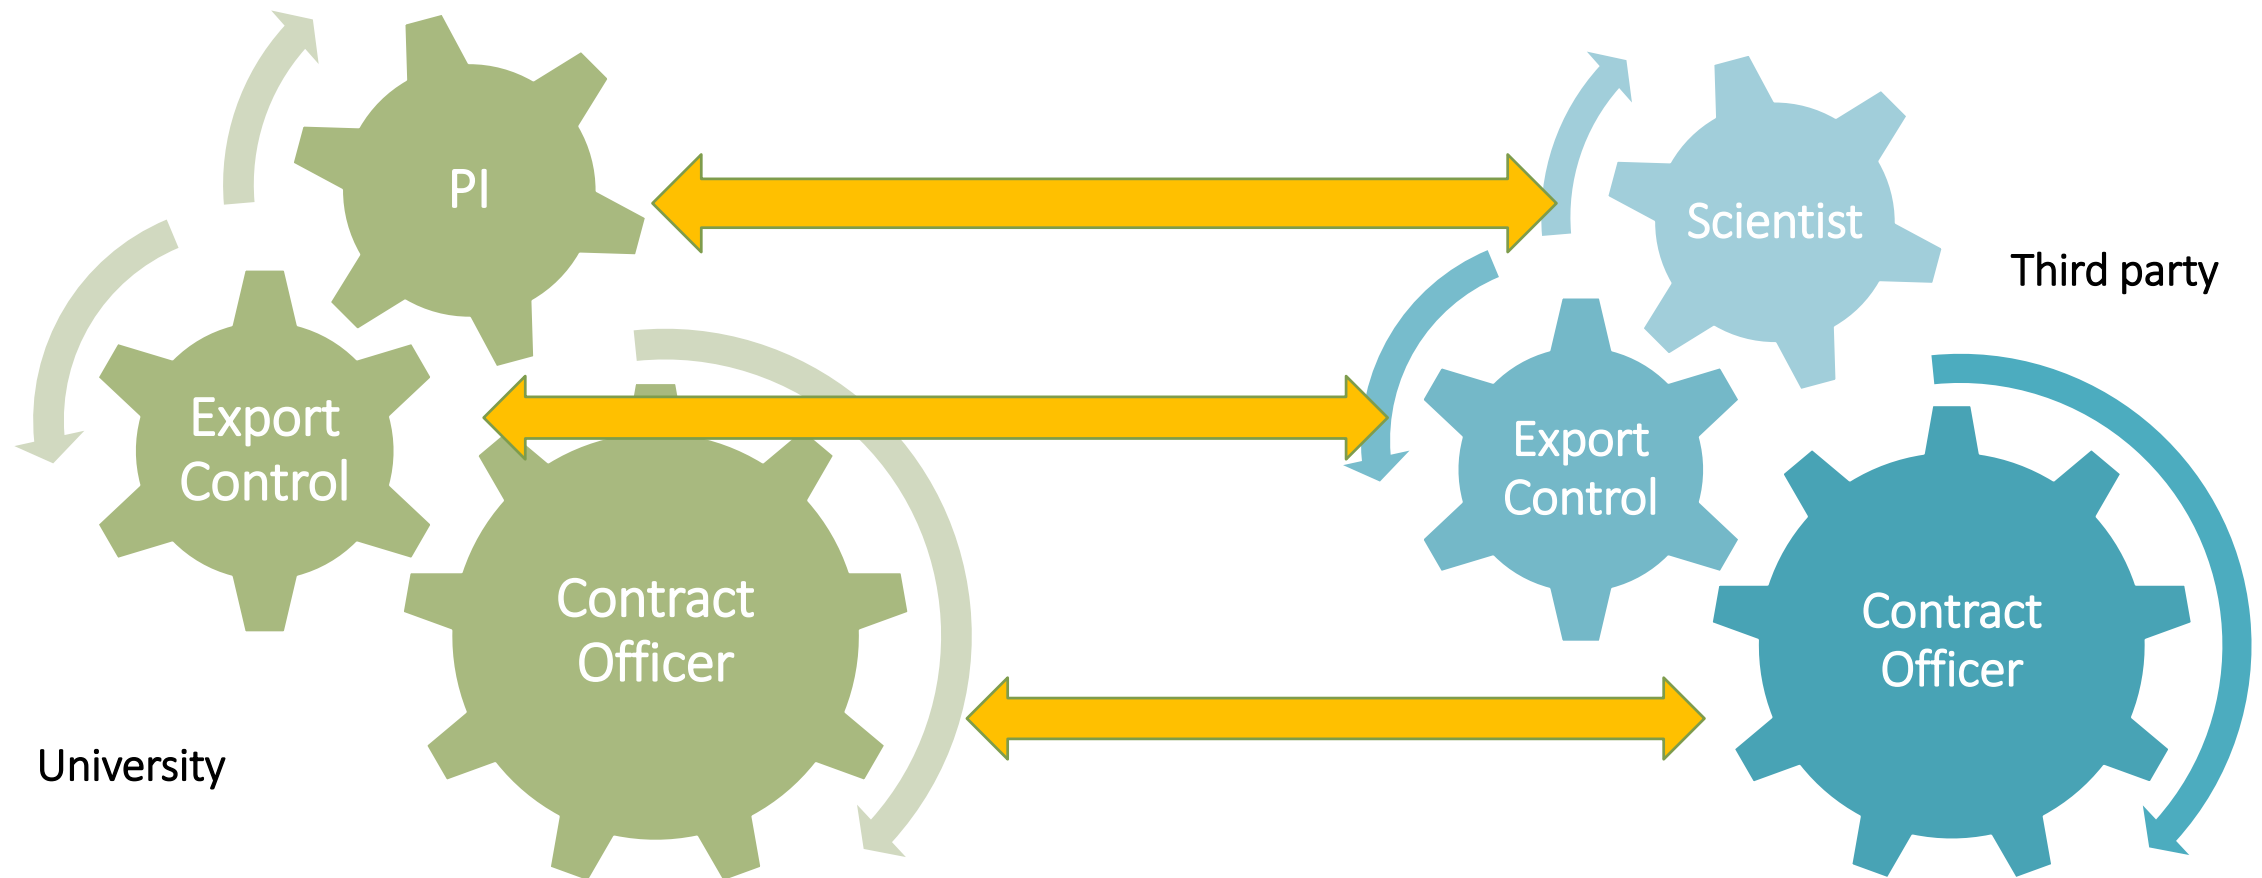 PI
Export
Control
Contract
Officer
University
Scientist
Third party
Export
Control
Contract
Officer